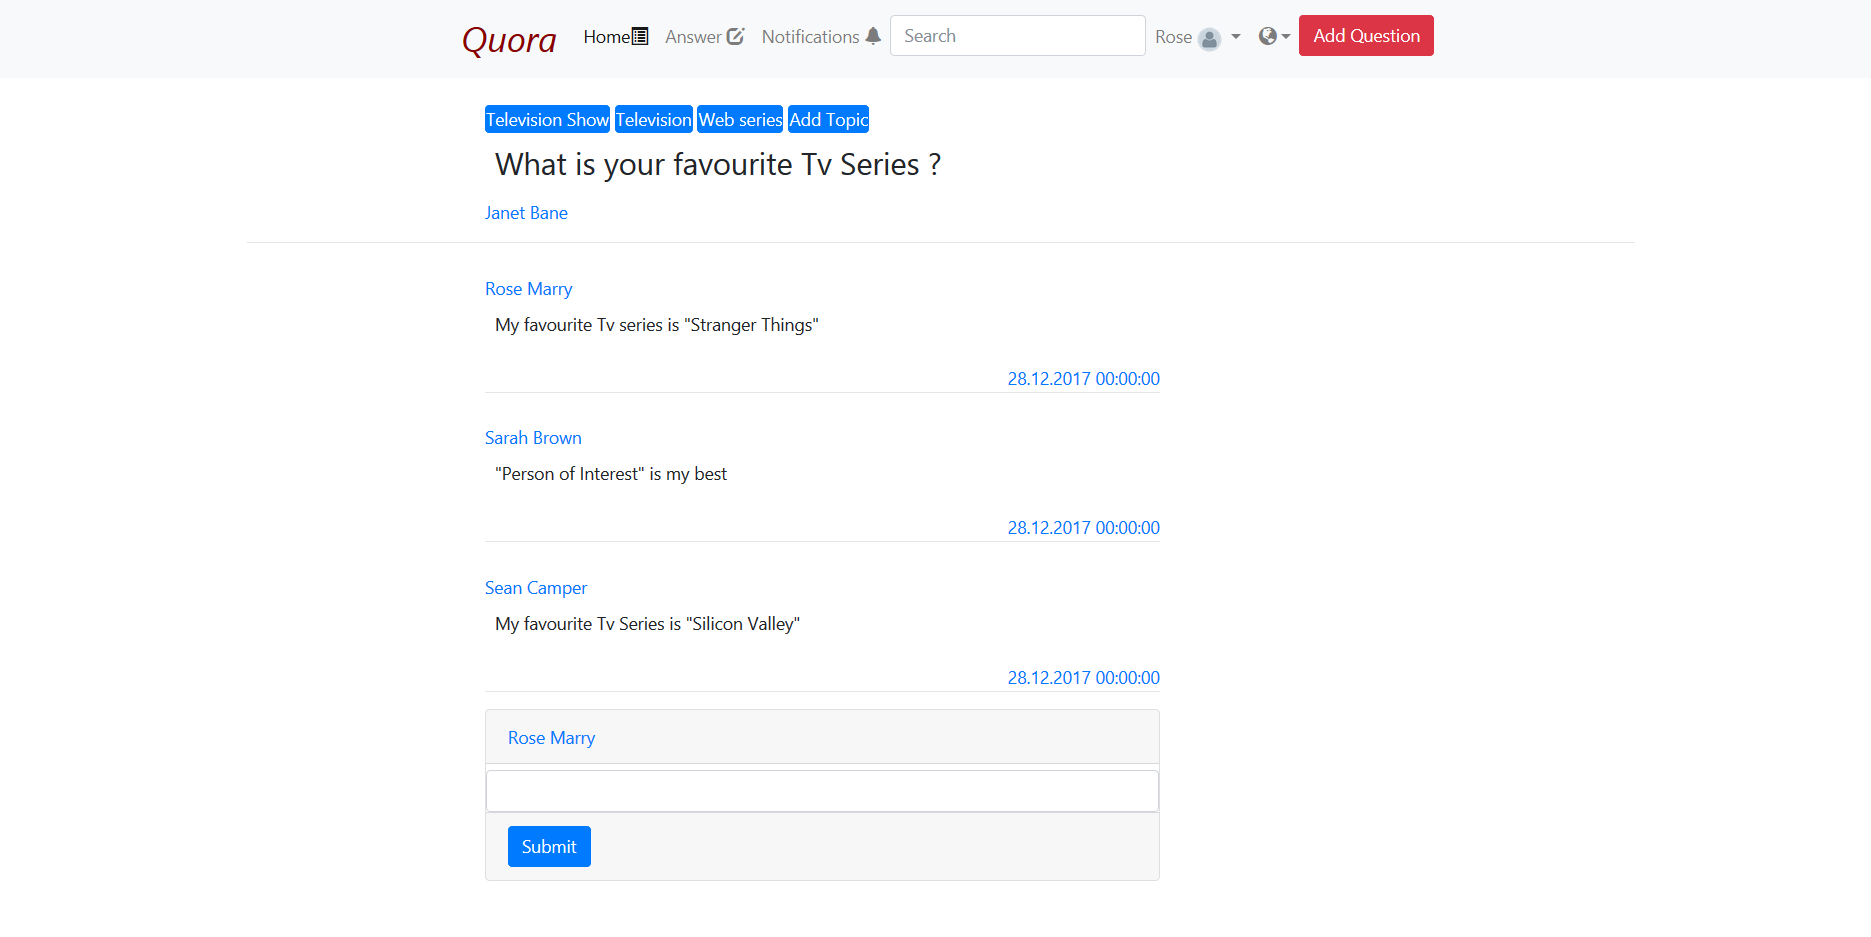 Quora Home Answer Notifications Search Rose Add Question
Television Show Television Web series Add Topic
What is your favourite Tv Series ?
Janet Bane
Rose Marry
My favourite Tv series is "Stranger Things"
28.12.2017 00:00:00
Sarah Brown
"Person of Interest" is my best
28.12.2017 00:00:00
Sean Camper
My favourite Tv Series is "Silicon Valley"
28.12.2017 00:00:00
Rose Marry
Submit